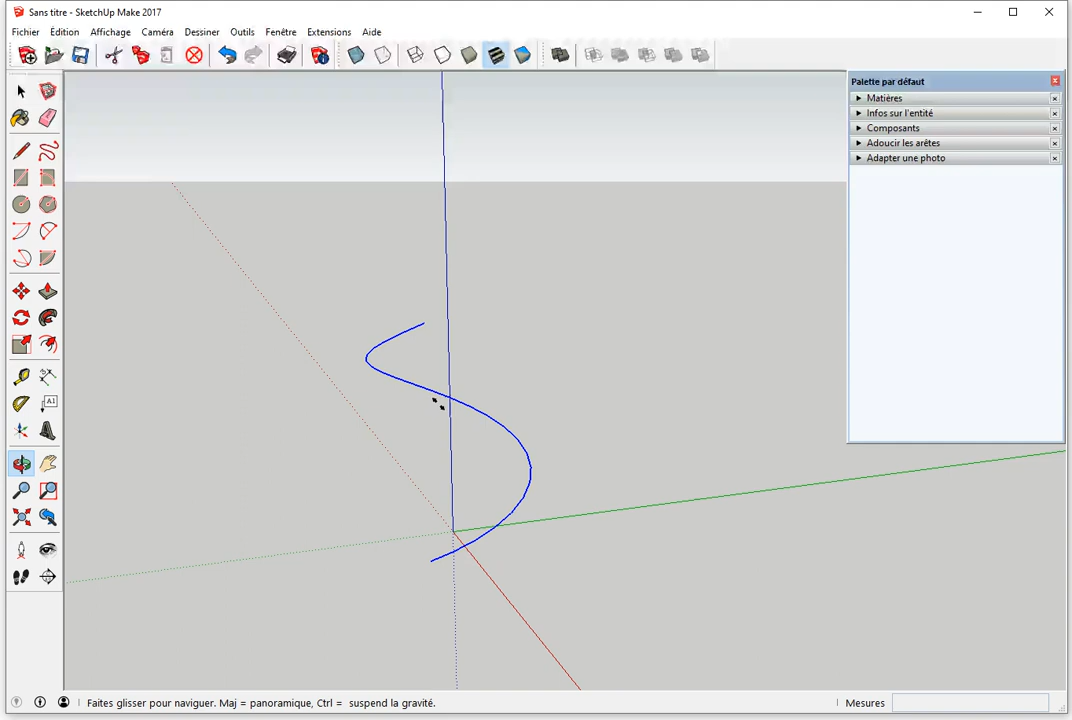 Sans titre - SketchUp Make 2017
Fichier Édition Affichage Caméra Dessiner Outils Fenêtre Extensions Aide
Palette par défaut
Matières
Infos sur l'entité
Composants
Adoucir les arêtes
Adapter une photo
A1
Faites glisser pour naviguer. Maj = panoramique, Ctrl = suspend la gravité.
Mesures